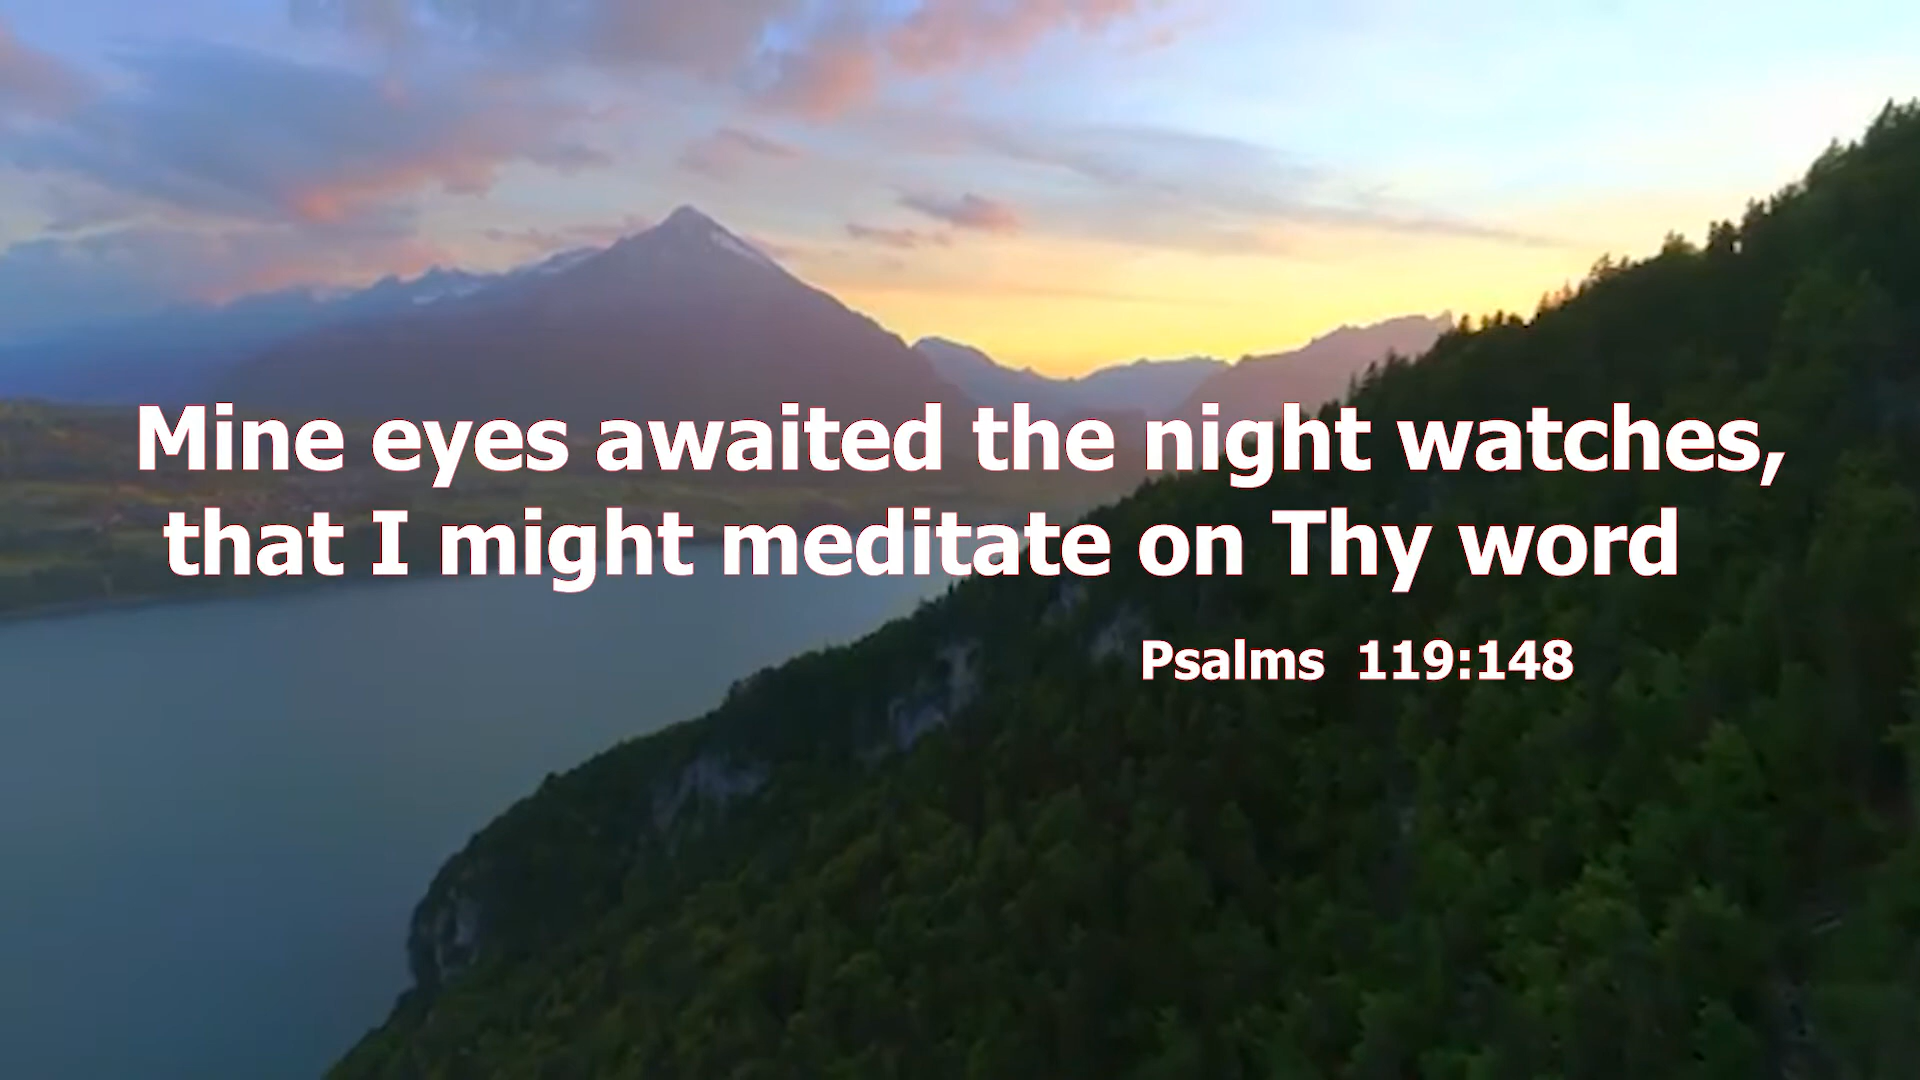 Mine eyes awaited the night watches,
that I might meditate on Thy word
Psalms 119:148